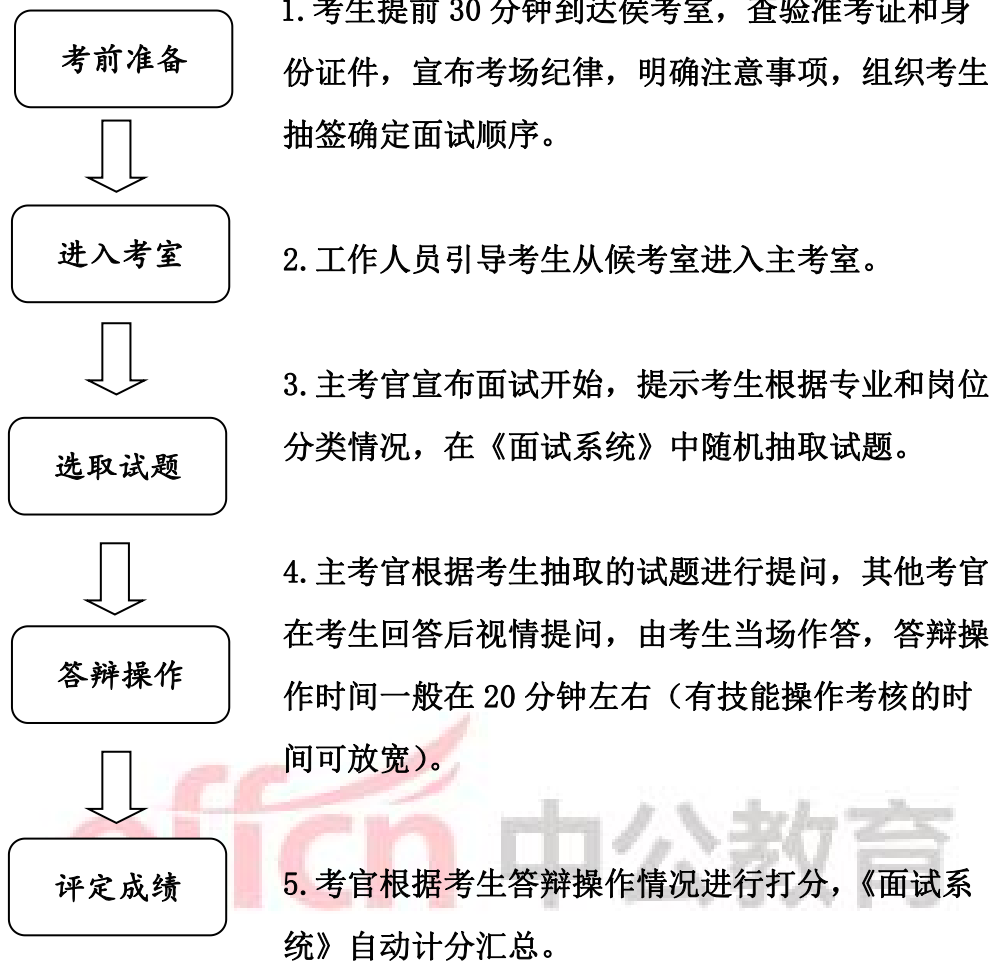 考前准备
1.考生提前 30 分钟到达侯考室，查验准考证和身
份证件，宣布考场纪律，明确注意事项，组织考生
抽签确定面试顺序。
进入考室
2.工作人员引导考生从候考室进入主考室。
选取试题
3.主考官宣布面试开始，提示考生根据专业和岗位
分类情况，在《面试系统》中随机抽取试题。
答辩操作
4.主考官根据考生抽取的试题进行提问，其他考官
在考生回答后视情提问，由考生当场作答，答辩操
作时间一般在 20 分钟左右（有技能操作考核的时
间可放宽）。
评定成绩
5.考官根据考生答辩操作情况进行打分，《面试系
统》自动计分汇总。
offcn 中公教育